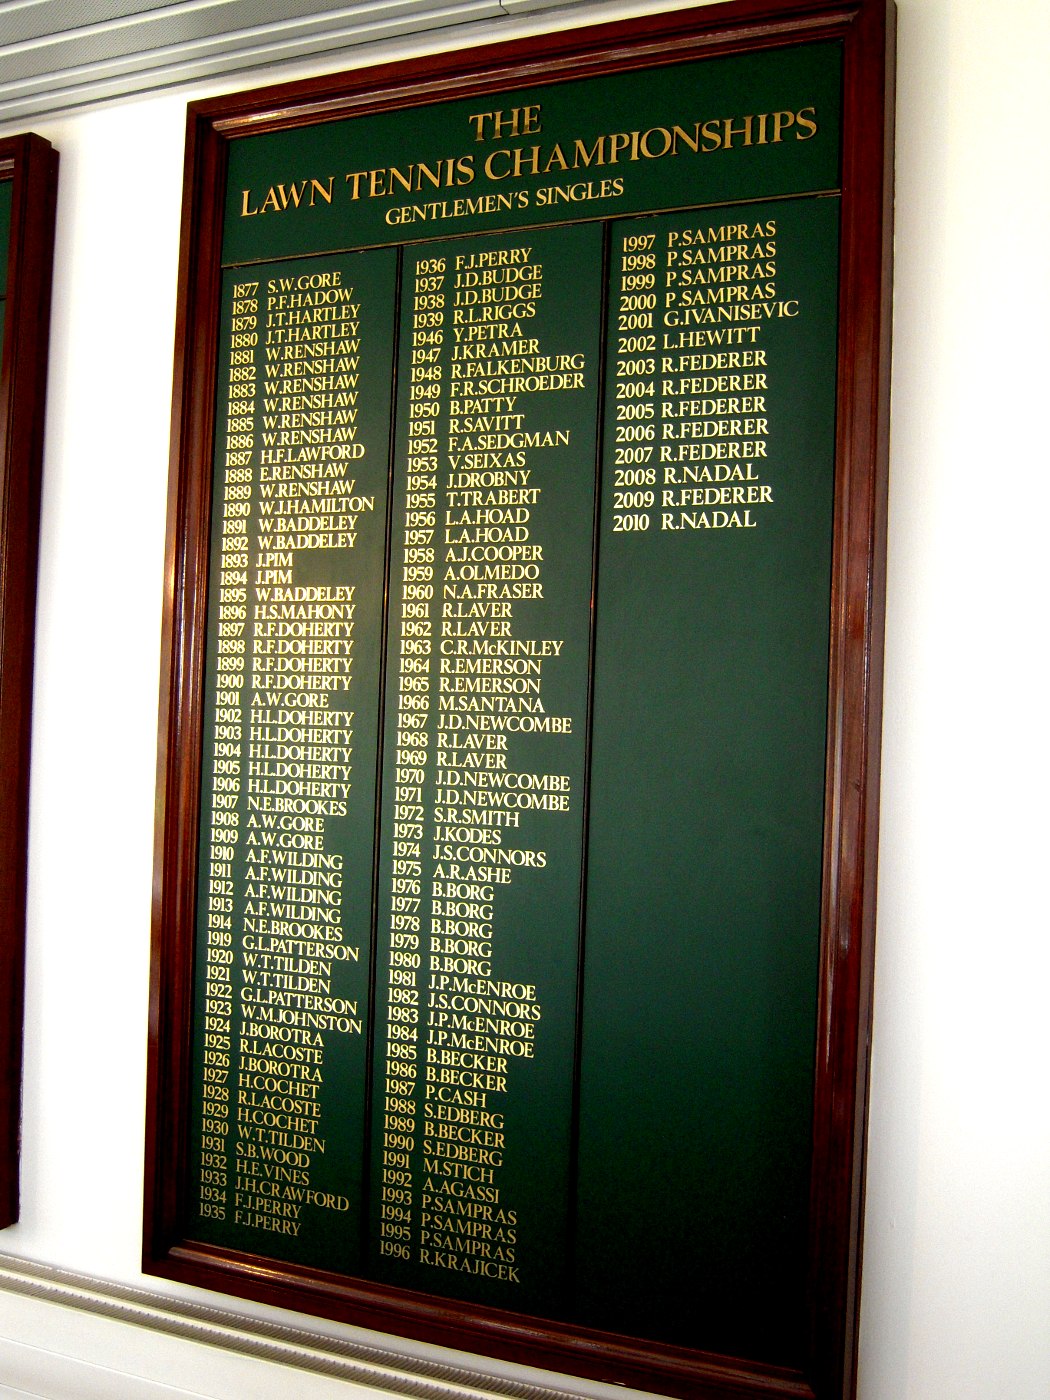 THE
LAWN TENNIS CHAMPIONSHIPS
GENTLEMEN'S SINGLES
1877 S.W.GORE
1878 P.F.HADOW
1879 J.T.HARTLEY
1880 J.T.HARTLEY
1881 W.RENSHAW
1882 W.RENSHAW
1883 W.RENSHAW
1884 W.RENSHAW
1885 W.RENSHAW
1886 W.RENSHAW
1887 H.F.LAWFORD
1888 E.RENSHAW
1889 W.RENSHAW
1890 W.J.HAMILTON
1891 W.BADDELEY
1892 W.BADDELEY
1893 J.PIM
1894 J.PIM
1895 W.BADDELEY
1896 H.S.MAHONY
1897 R.F.DOHERTY
1898 R.F.DOHERTY
1899 R.F.DOHERTY
1900 R.F.DOHERTY
1901 A.W.GORE
1902 H.L.DOHERTY
1903 H.L.DOHERTY
1904 H.L.DOHERTY
1905 H.L.DOHERTY
1906 H.L.DOHERTY
1907 N.E.BROOKES
1908 A.W.GORE
1909 A.W.GORE
1910 A.F.WILDING
1911 A.F.WILDING
1912 A.F.WILDING
1913 A.F.WILDING
1914 N.E.BROOKES
1919 G.L.PATTERSON
1920 W.T.TILDEN
1921 W.T.TILDEN
1922 G.L.PATTERSON
1923 W.M.JOHNSTON
1924 J.BOROTRA
1925 R.LACOSTE
1926 J.BOROTRA
1927 H.COCHET
1928 R.LACOSTE
1929 H.COCHET
1930 W.T.TILDEN
1931 S.B.WOOD
1932 H.E.VINES
1933 J.H.CRAWFORD
1934 F.J.PERRY
1935 F.J.PERRY
1936 F.J.PERRY
1937 J.D.BUDGE
1938 J.D.BUDGE
1939 R.L.RIGGS
1946 Y.PETRA
1947 J.KRAMER
1948 R.FALKENBURG
1949 F.R.SCHROEDER
1950 B.PATTY
1951 R.SAVITT
1952 F.A.SEDGMAN
1953 V.SEIXAS
1954 J.DROBNY
1955 T.TRABERT
1956 L.A.HOAD
1957 L.A.HOAD
1958 A.J.COOPER
1959 A.OLMEDO
1960 N.A.FRASER
1961 R.LAVER
1962 R.LAVER
1963 C.R.McKINLEY
1964 R.EMERSON
1965 R.EMERSON
1966 M.SANTANA
1967 J.D.NEWCOMBE
1968 R.LAVER
1969 R.LAVER
1970 J.D.NEWCOMBE
1971 J.D.NEWCOMBE
1972 S.R.SMITH
1973 J.KODES
1974 J.S.CONNORS
1975 A.R.ASHE
1976 B.BORG
1977 B.BORG
1978 B.BORG
1979 B.BORG
1980 B.BORG
1981 J.P.McENROE
1982 J.S.CONNORS
1983 J.P.McENROE
1984 J.P.McENROE
1985 B.BECKER
1986 B.BECKER
1987 P.CASH
1988 S.EDBERG
1989 B.BECKER
1990 S.EDBERG
1991 M.STICH
1992 A.AGASSI
1993 P.SAMPRAS
1994 P.SAMPRAS
1995 P.SAMPRAS
1996 R.KRAJICEK
1997 P.SAMPRAS
1998 P.SAMPRAS
1999 P.SAMPRAS
2000 P.SAMPRAS
2001 G.IVANISEVIC
2002 L.HEWITT
2003 R.FEDERER
2004 R.FEDERER
2005 R.FEDERER
2006 R.FEDERER
2007 R.FEDERER
2008 R.NADAL
2009 R.FEDERER
2010 R.NADAL